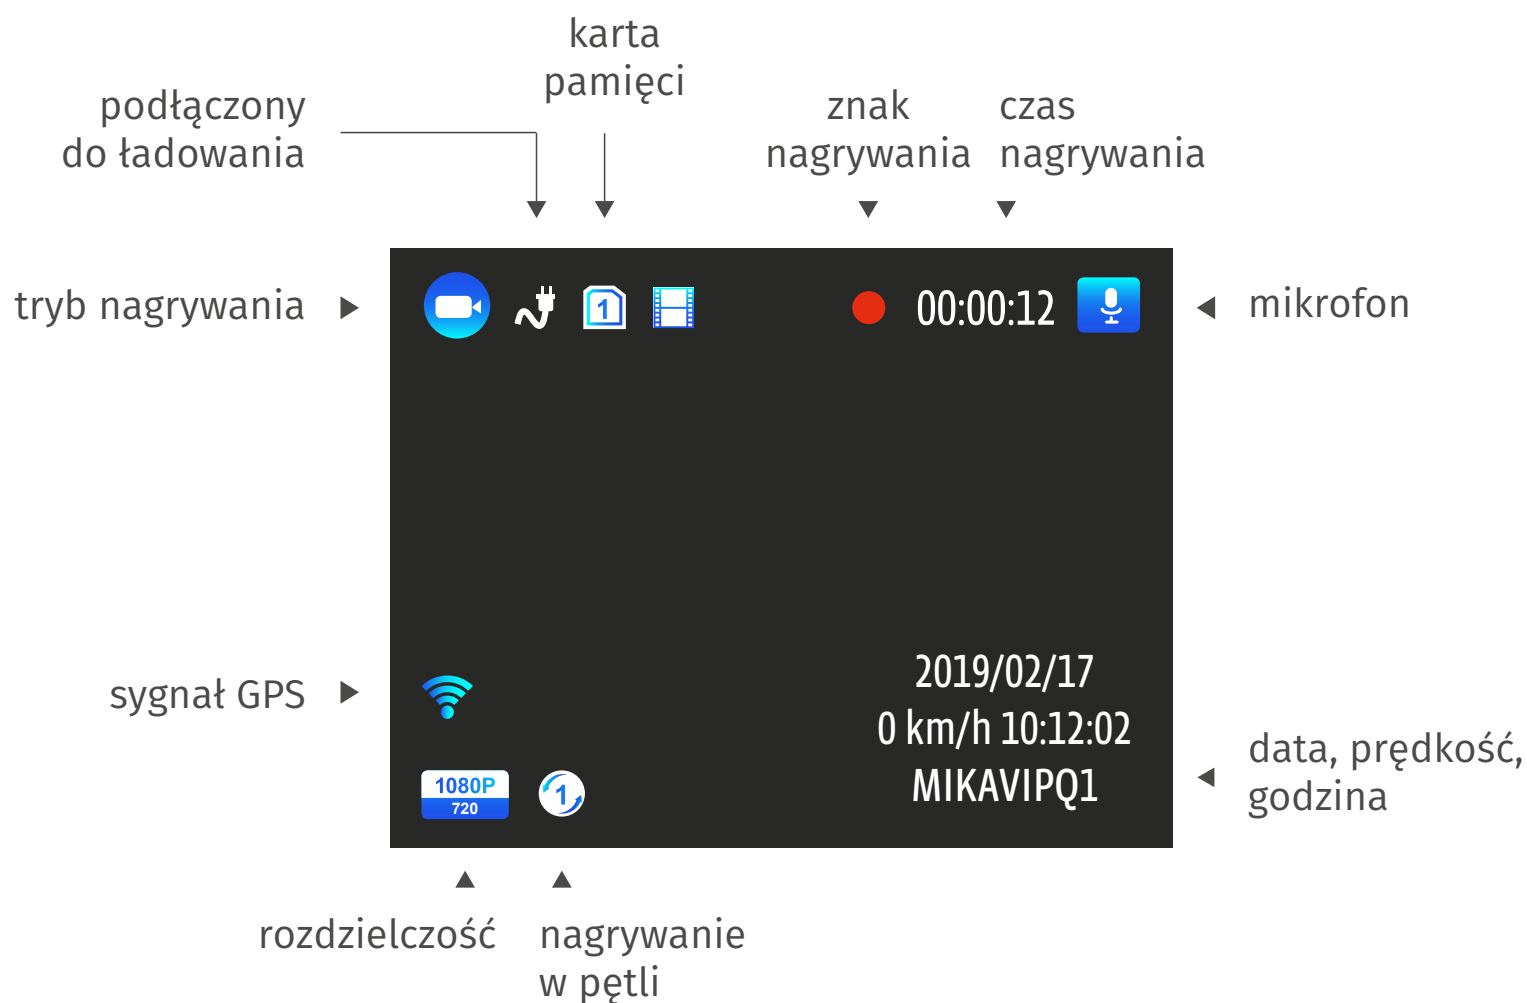 karta
pamięci
podłączony
do ładowania
znak
nagrywania
czas
nagrywania
tryb nagrywania
1
00:00:12
mikrofon
sygnał GPS
2019/02/17
0 km/h 10:12:02
MIKAVIPQ1
data, prędkość,
godzina
1080P
720
1
rozdzielczość
nagrywanie
w pętli